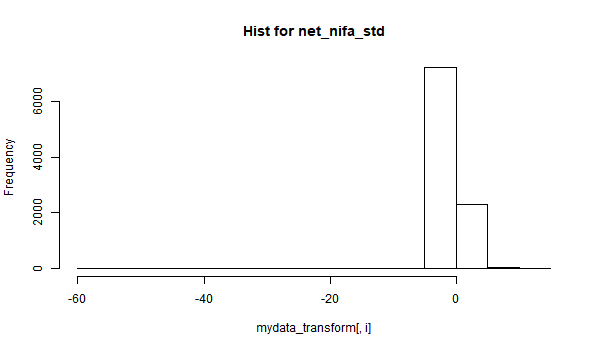 Hist for net_nifa_std
Frequency
6000
4000
2000
0
-60 -40 -20 0
mydata_transform[, i]